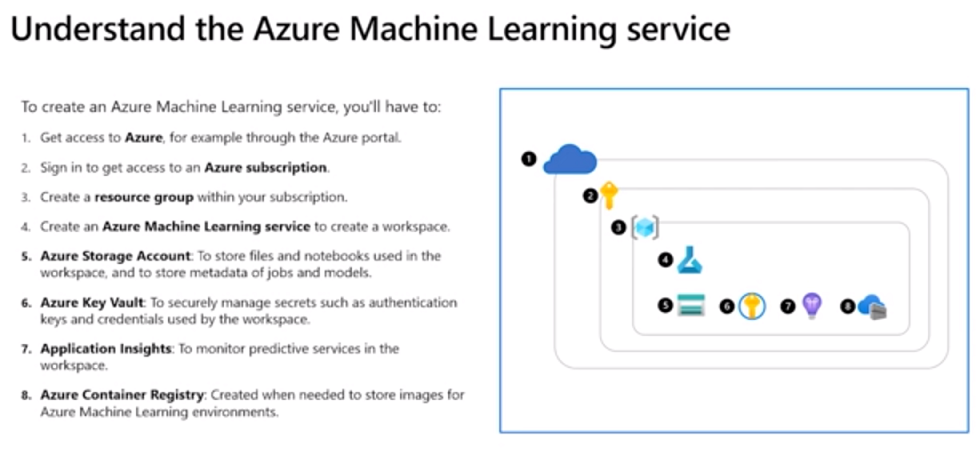 Understand the Azure Machine Learning service
To create an Azure Machine Learning service, you'll have to:
1. Get access to Azure, for example through the Azure portal.
2. Sign in to get access to an Azure subscription.
3. Create a resource group within your subscription.
4. Create an Azure Machine Learning service to create a workspace.
5. Azure Storage Account: To store files and notebooks used in the
workspace, and to store metadata of jobs and models.
6. Azure Key Vault: To securely manage secrets such as authentication
keys and credentials used by the workspace.
7. Application Insights: To monitor predictive services in the
workspace.
8. Azure Container Registry: Created when needed to store images for
Azure Machine Learning environments.
1
2
3
4
5 6 7 8